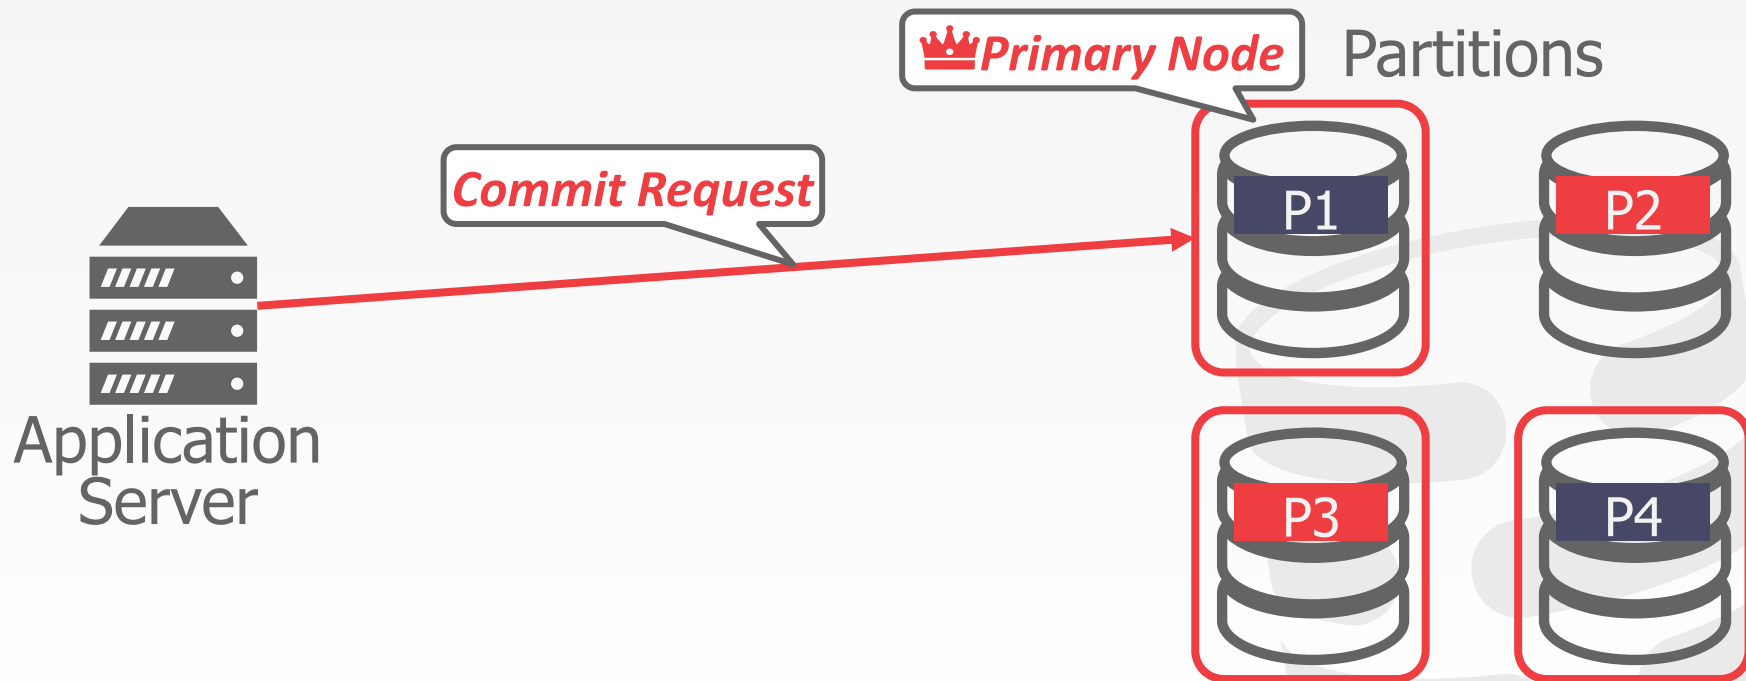 Primary Node
Partitions
Commit Request
P1
P2
Application
Server
P3
P4